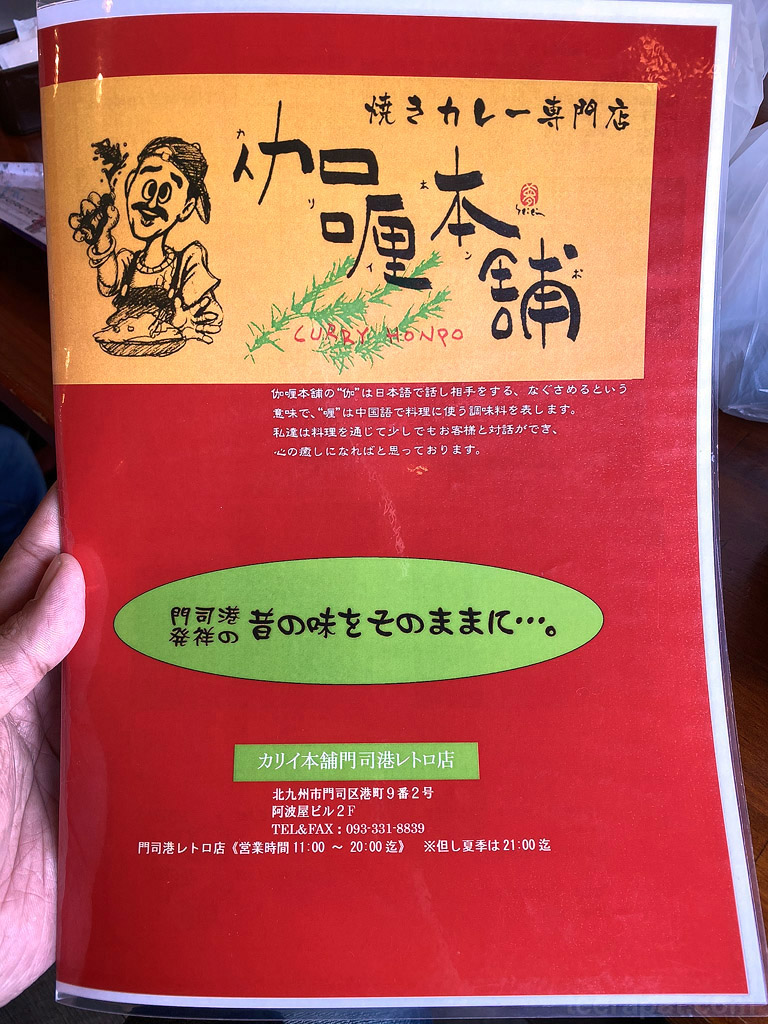 焼きカレー専門店
伽哩本舗
カリイホンポ
CURRY HONPO
伽哩本舗の“伽”は日本語で話し相手をする、なぐさめるという
意味で、“哩”は中国語で料理に使う調味料を表します。
私達は料理を通じて少しでもお客様と対話ができ、
心の癒しになればと思っております。
門司港
発祥の 昔の味をそのままに…。
カリイ本舗門司港レトロ店
北九州市門司区港町9番2号
阿波屋ビル2F
TEL&FAX：093-331-8839
門司港レトロ店《営業時間 11:00 ～ 20:00 迄》 ※但し夏季は 21:00 迄